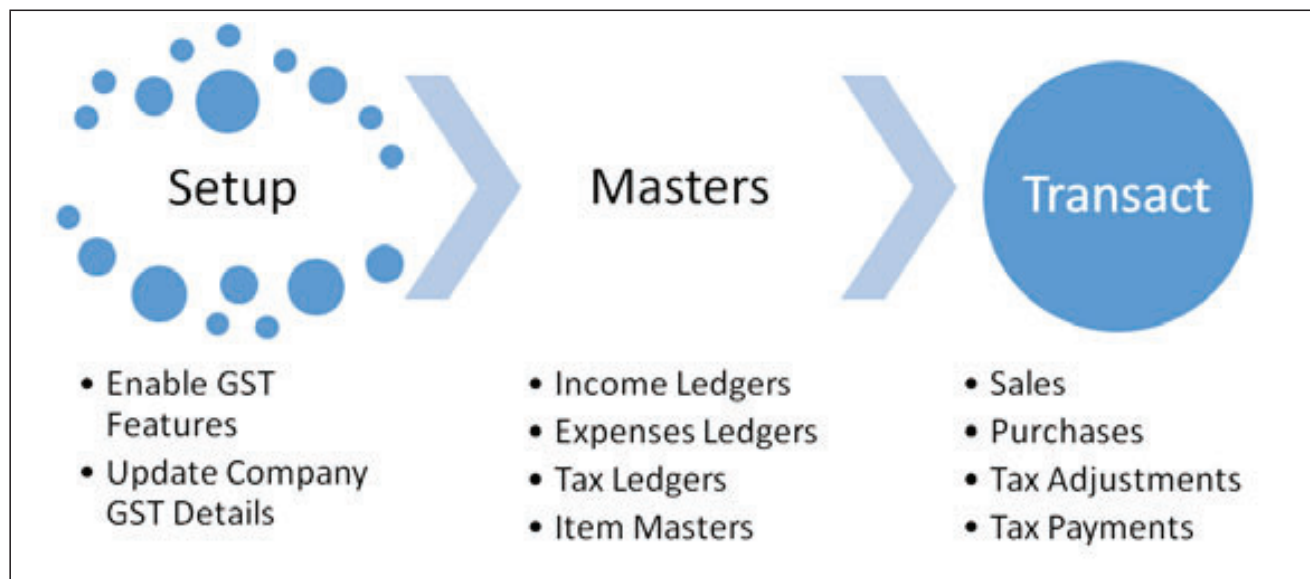 Setup
Masters
Transact
• Enable GST
Features
• Update Company
GST Details
• Income Ledgers
• Expenses Ledgers
• Tax Ledgers
• Item Masters
• Sales
• Purchases
• Tax Adjustments
• Tax Payments